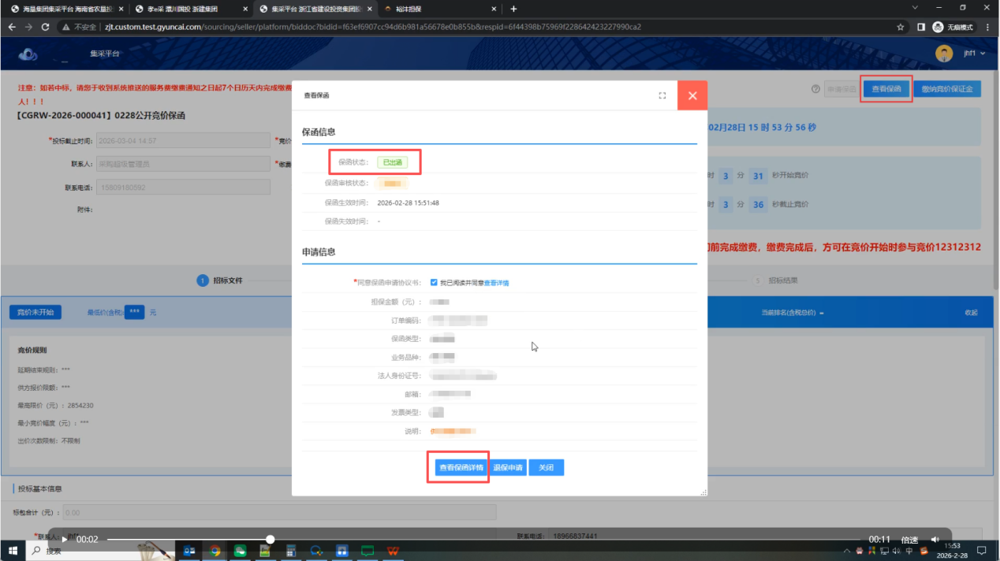 海垦集团集采平台 海南省农垦投
孝e采 澴川国投 浙建集团
集采平台 浙江省建设投资集团股
裕沣担保
不安全
zjt.custom.test.gyuncai.com/sourcing/seller/platform/biddoc?bidid=f63ef6907cc94d6b981a56678e0b855b&respid=6f44398b75969f228642423227990ca2
无痕模式
集采平台
jhf1
注意：如若中标，请您于收到系统推送的服务费缴费通知之日起7个日历天内完成缴费
人！！！
【CGRW-2026-000041】0228公开竞价保函
申请保函
查看保函
缴纳竞价保证金
*投标截止时间：
2026-03-04 14:57
*竞价
02月28日 15 时 53 分 56 秒
联系人：
采购超级管理员
*缴费
联系电话：
15809180592
附件：
时 3 分 31 秒开始竞价
时 3 分 36 秒截止竞价
前完成缴费，缴费完成后，方可在竞价开始时参与竞价12312312
1 招标文件
5 招标结果
竞价未开始
最低价(含税)
*** 元
当前排名(含税总价) -
收起
竞价规则
延期结束规则：***
供方报价限额：***
最高限价（元）：2854230
最小竞价幅度（元）：***
出价次数限制：不限制
投标基本信息
标包合计（元）：
0.00
*联系人：
jhf1
联系电话：
18966837441
查看保函
保函信息
保函状态：
已出函
保函审核状态：
保函生效时间：
2026-02-28 15:51:48
保函失效时间：
-
申请信息
*同意保函申请协议书：
我已阅读并同意查看详情
担保金额（元）：
订单编码：
保函类型：
业务品种：
法人身份证号：
邮箱：
发票类型：
说明：
查看保函详情
退保申请
关闭
00:02
00:11
倍速
搜索
中
15:53
2026-2-28